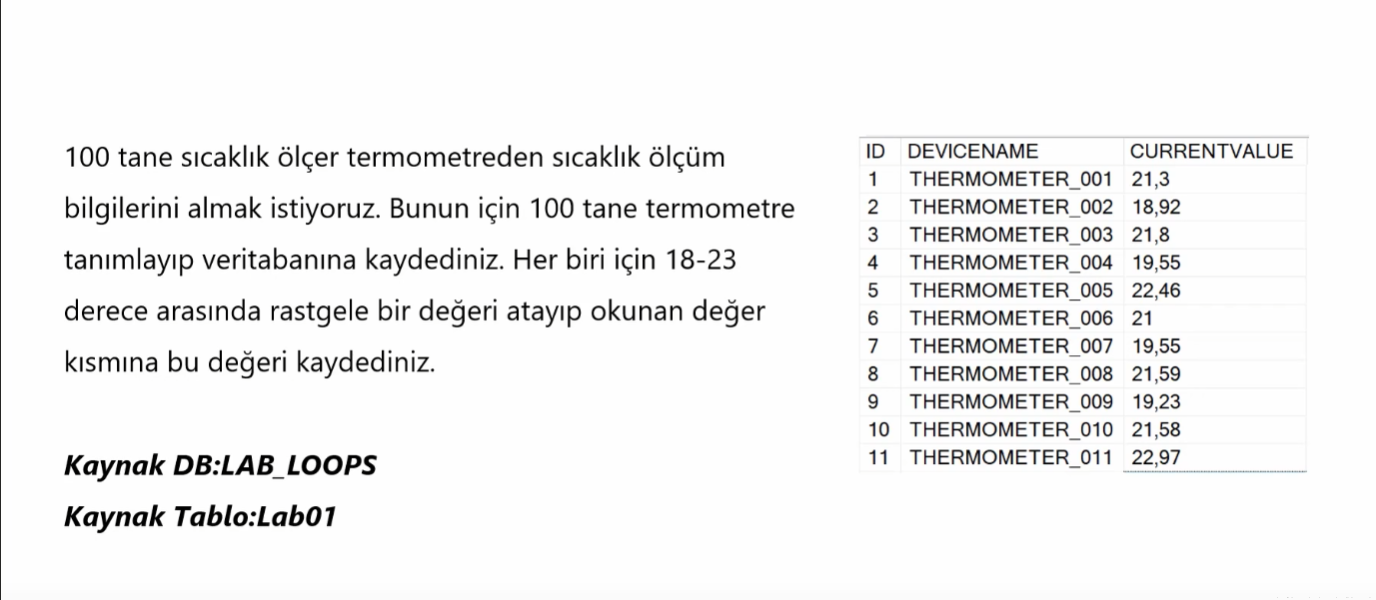 100 tane sıcaklık ölçer termometreden sıcaklık ölçüm
bilgilerini almak istiyoruz. Bunun için 100 tane termometre
tanımlayıp veritabanına kaydediniz. Her biri için 18-23
derece arasında rastgele bir değeri atayıp okunan değer
kısmına bu değeri kaydediniz.
Kaynak DB:LAB_LOOPS
Kaynak Tablo:Lab01
ID DEVICENAME CURRENTVALUE
1 THERMOMETER_001 21,3
2 THERMOMETER_002 18,92
3 THERMOMETER_003 21,8
4 THERMOMETER_004 19,55
5 THERMOMETER_005 22,46
6 THERMOMETER_006 21
7 THERMOMETER_007 19,55
8 THERMOMETER_008 21,59
9 THERMOMETER_009 19,23
10 THERMOMETER_010 21,58
11 THERMOMETER_011 22,97